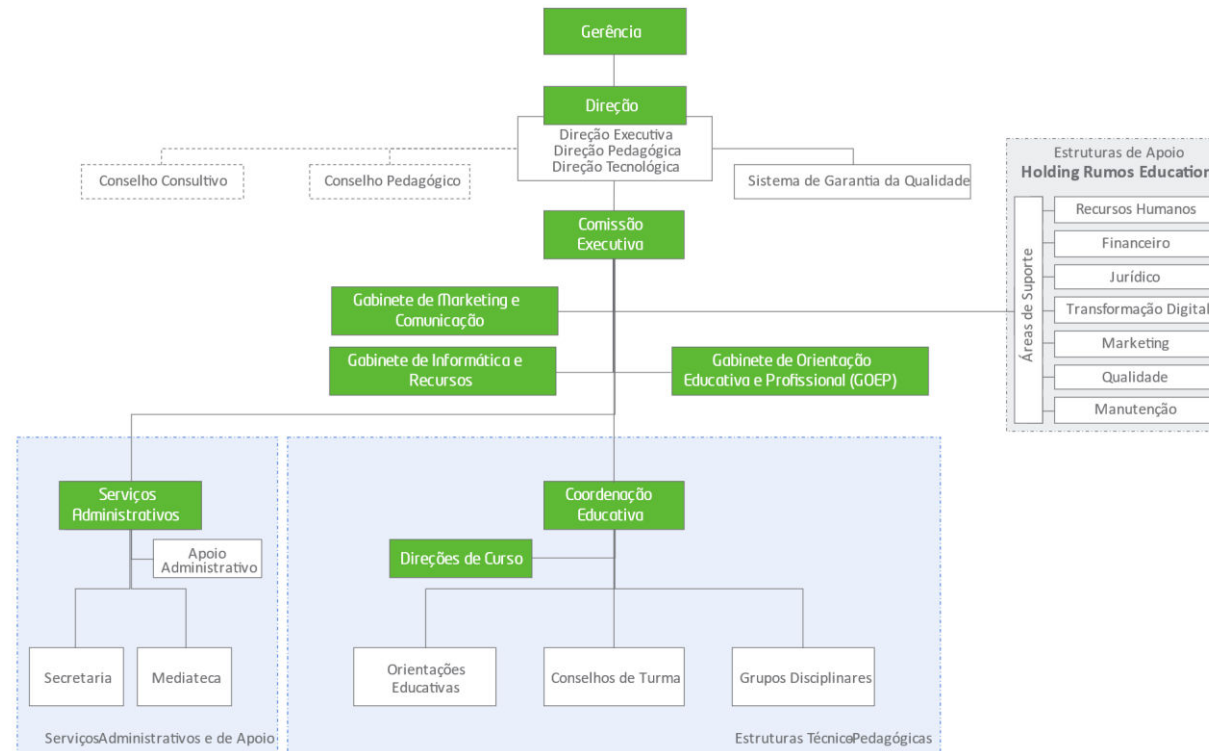 Gerência
Direção
Direção Executiva
Direção Pedagógica
Direção Tecnológica
Conselho Consultivo
Conselho Pedagógico
Sistema de Garantia da Qualidade
Estruturas de Apoio
Holding Rumos Education
Áreas de Suporte
Recursos Humanos
Financeiro
Jurídico
Transformação Digital
Marketing
Qualidade
Manutenção
Comissão
Executiva
Gabinete de Marketing e
Comunicação
Gabinete de Informática e
Recursos
Gabinete de Orientação
Educativa e Profissional (GOEP)
Serviços
Administrativos
Apoio
Administrativo
Secretaria
Mediateca
ServiçosAdministrativos e de Apoio
Coordenação
Educativa
Direções de Curso
Orientações
Educativas
Conselhos de Turma
Grupos Disciplinares
Estruturas TécnicoPedagógicas